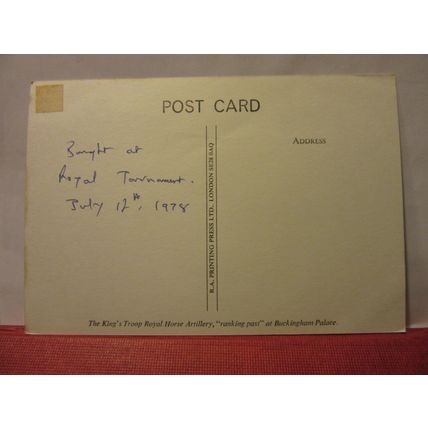 POST CARD
Bought at
Royal Tournament.
July 12th, 1978
ADDRESS
R.A. PRINTING PRESS LTD., LONDON SE28 0AQ
The King's Troop Royal Horse Artillery, "ranking past" at Buckingham Palace.